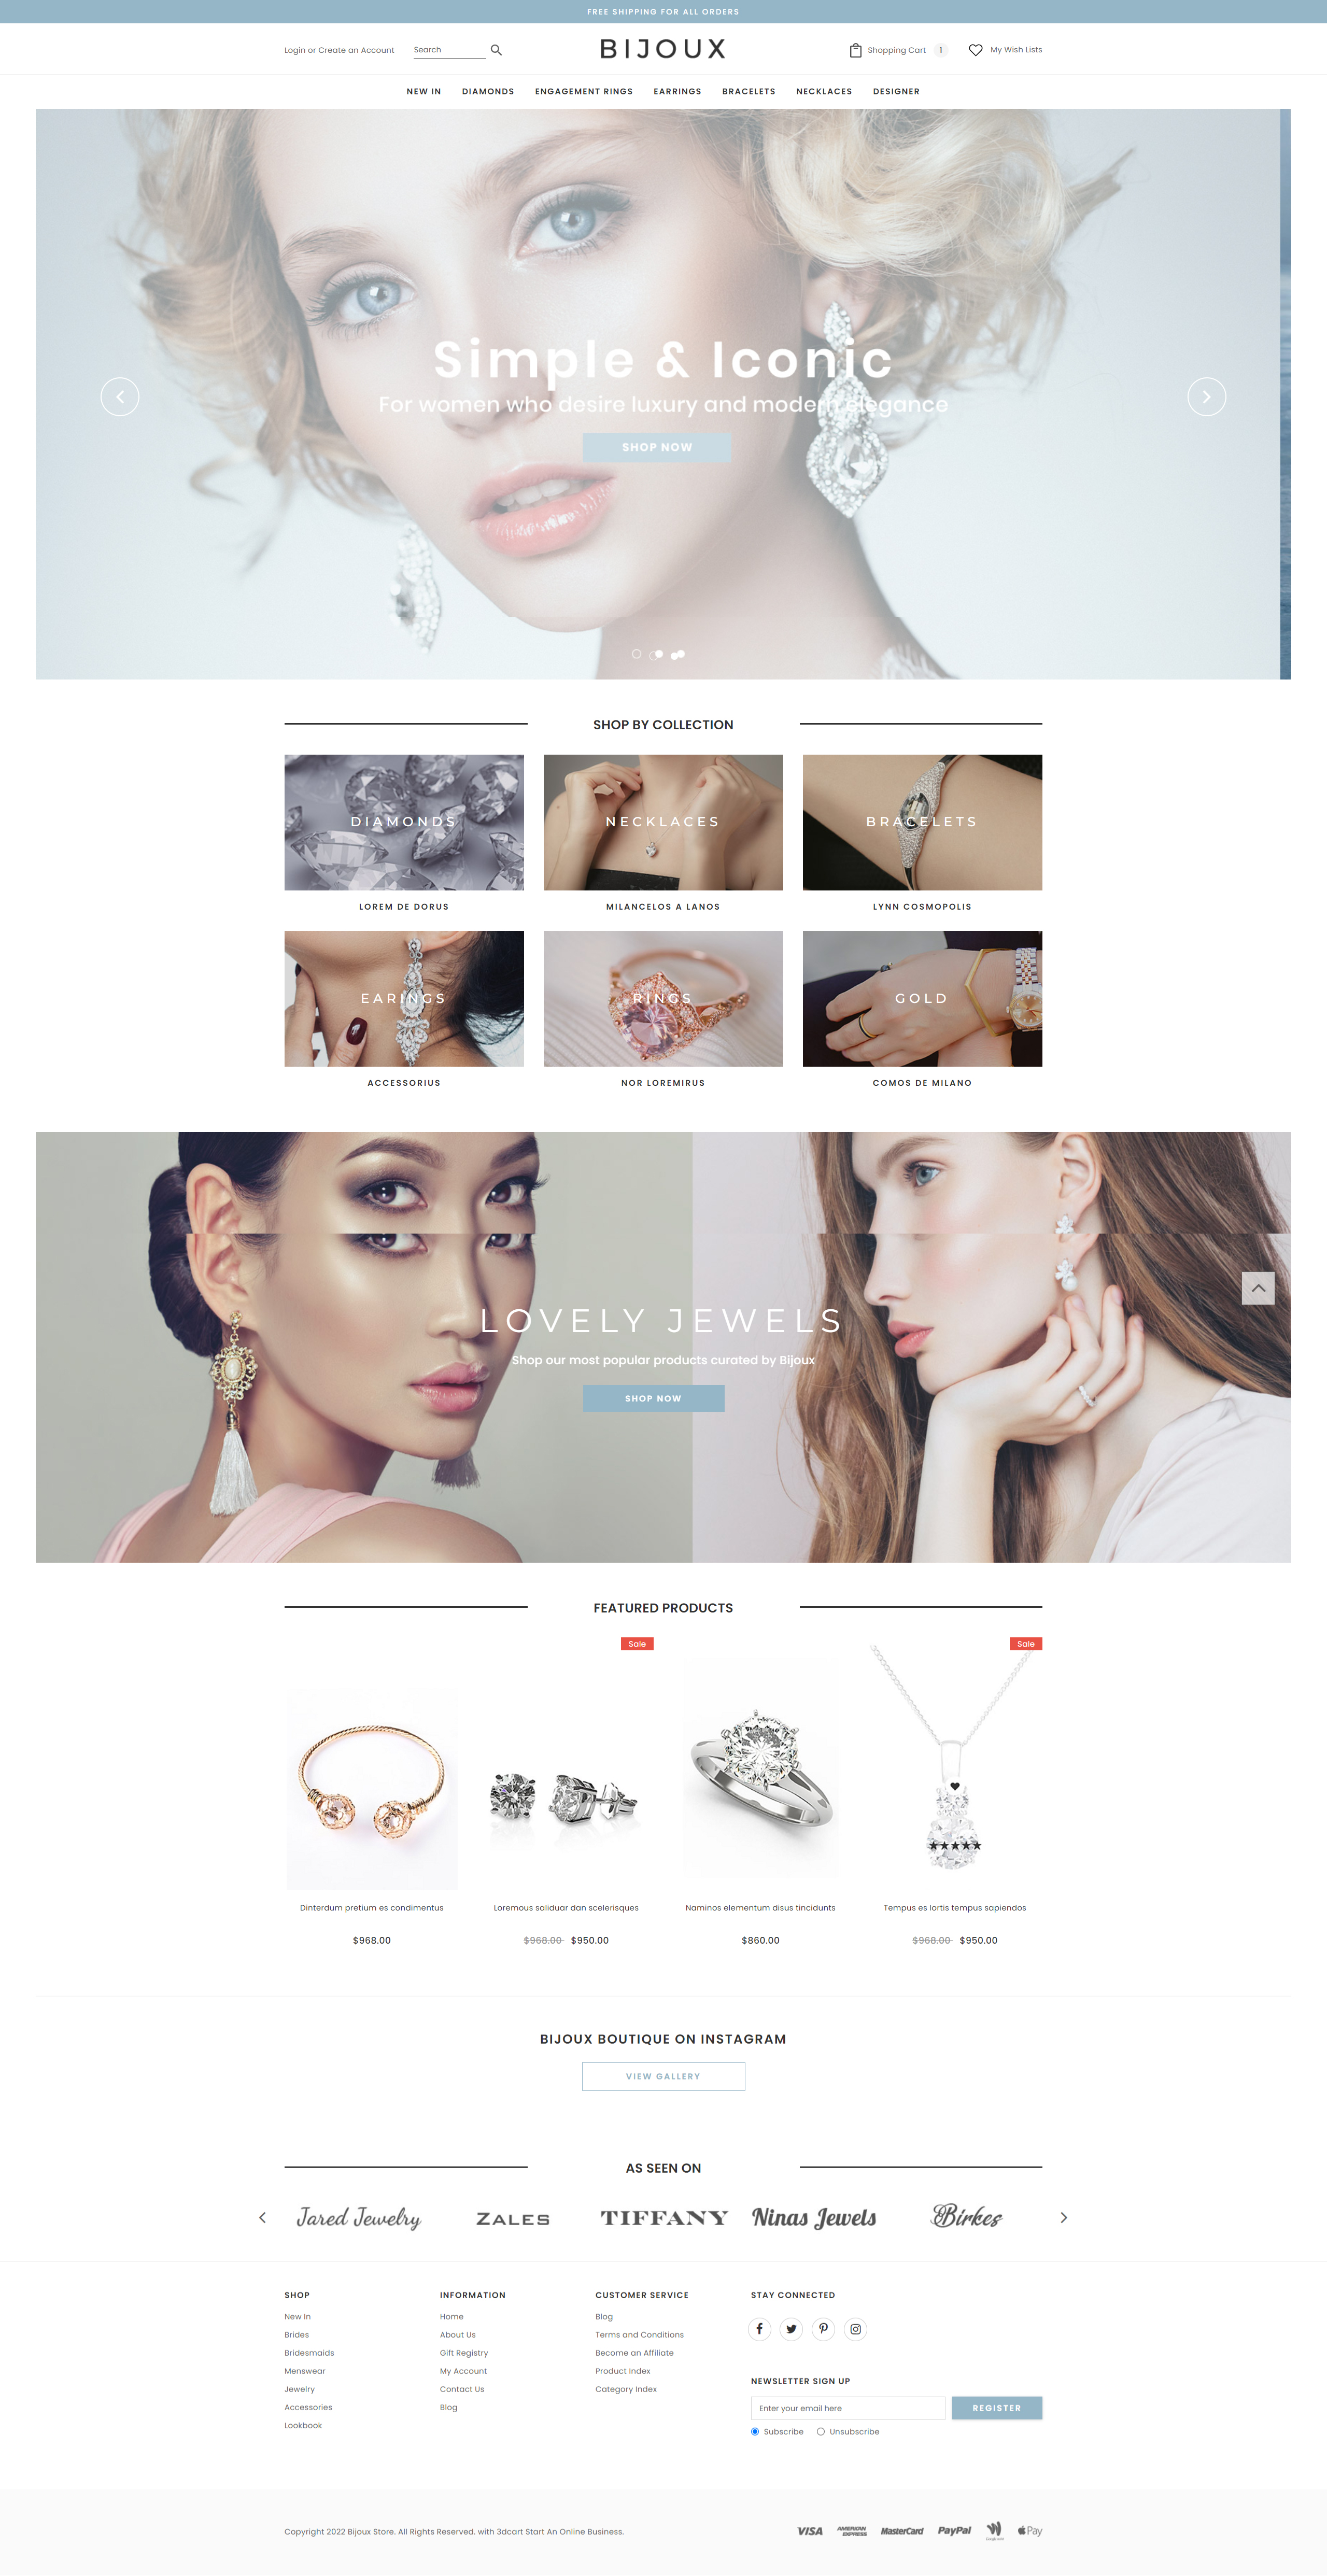 FREE SHIPPING FOR ALL ORDERS
Login or Create an Account
Search
BIJOUX
Shopping Cart 1
My Wish Lists
NEW IN DIAMONDS ENGAGEMENT RINGS EARRINGS BRACELETS NECKLACES DESIGNER
Simple & Iconic
For women who desire luxury and modern elegance
SHOP NOW
SHOP BY COLLECTION
DIAMONDS NECKLACES BRACELETS
LOREM DE DORUS MILANCELOS A LANOS LYNN COSMOPOLIS
EARINGS RINGS GOLD
ACCESSORIUS NOR LOREMIRUS COMOS DE MILANO
LOVELY JEWELS
Shop our most popular products curated by Bijoux
SHOP NOW
FEATURED PRODUCTS
Sale Sale
Dinterdum pretium es condimentus Loremous saliduar dan scelerisques Naminos elementum disus tincidunts Tempus es lortis tempus sapiendos
$968.00 $968.00 $950.00 $860.00 $968.00 $950.00
BIJOUX BOUTIQUE ON INSTAGRAM
VIEW GALLERY
AS SEEN ON
Jared Jewelry ZALES TIFFANY Ninas Jewels Birkes
SHOP
New In
Brides
Bridesmaids
Menswear
Jewelry
Accessories
Lookbook
INFORMATION
Home
About Us
Gift Registry
My Account
Contact Us
Blog
CUSTOMER SERVICE
Blog
Terms and Conditions
Become an Affiliate
Product Index
Category Index
STAY CONNECTED
NEWSLETTER SIGN UP
Enter your email here REGISTER
Subscribe Unsubscribe
Copyright 2022 Bijoux Store. All Rights Reserved. with 3dcart Start An Online Business.
VISA AMERICAN EXPRESS MasterCard PayPal Pay